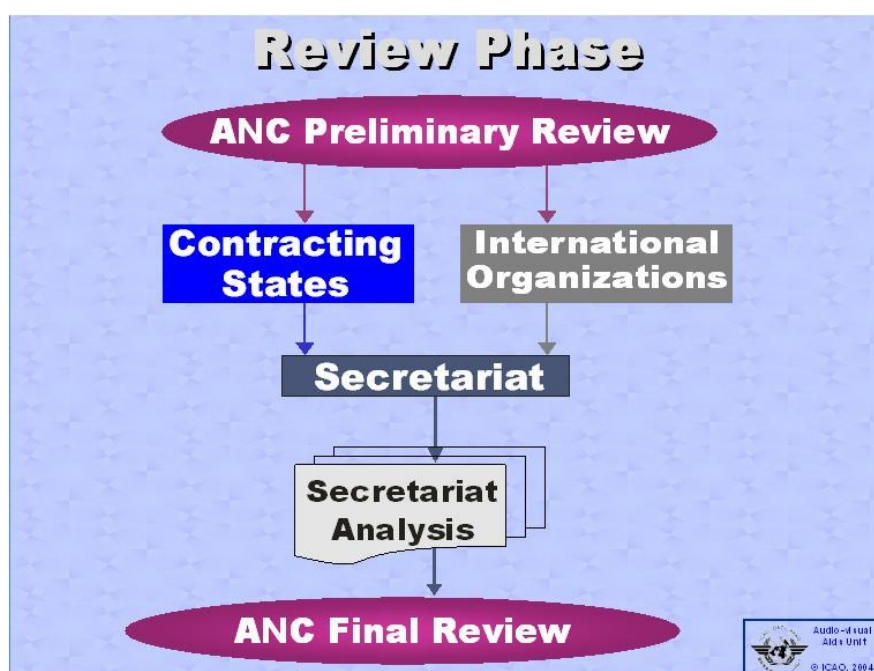 Review Phase
ANC Preliminary Review
Contracting
States
International
Organizations
Secretariat
Secretariat
Analysis
ANC Final Review
Audio-visual
Aids Unit
© ICAO, 2004